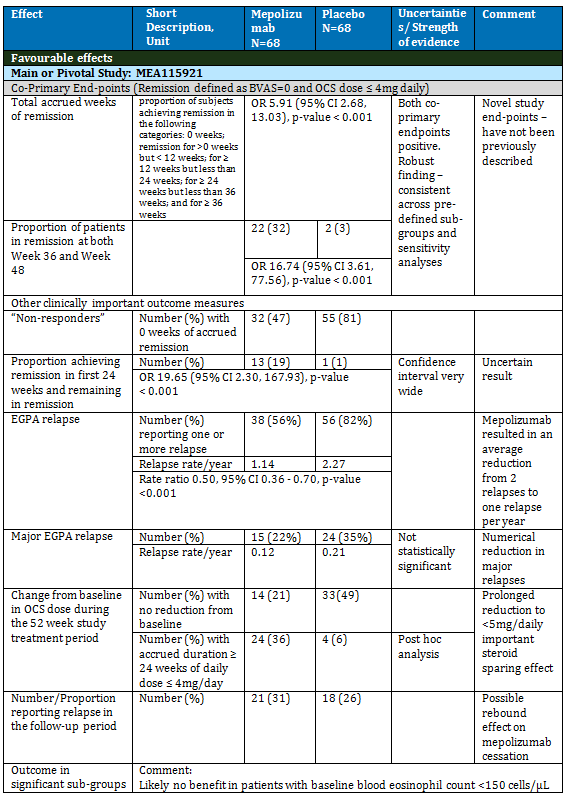 Effect
Short
Description,
Unit
Mepolizu
mab
N=68
Placebo
N=68
Uncertaintie
s/ Strength
of evidence
Comment
Favourable effects
Main or Pivotal Study: MEA115921
Co-Primary End-points (Remission defined as BVAS=0 and OCS dose ≤ 4mg daily)
Total accrued weeks
of remission
proportion of subjects
achieving remission in
the following
categories: 0 weeks;
remission for >0 weeks
but < 12 weeks; for ≥
12 weeks but less than
24 weeks; for ≥ 24
weeks but less than 36
weeks; and for ≥ 36
weeks
OR 5.91 (95% CI 2.68,
13.03), p-value < 0.001
Both co-
primary
endpoints
positive.
Robust
finding –
consistent
across pre-
defined sub-
groups and
sensitivity
analyses
Novel study
end-points –
have not been
previously
described
Proportion of patients
in remission at both
Week 36 and Week
48
22 (32)
2 (3)
OR 16.74 (95% CI 3.61,
77.56), p-value < 0.001
Other clinically important outcome measures
“Non-responders”
Number (%) with
0 weeks of accrued
remission
32 (47)
55 (81)
Proportion achieving
remission in first 24
weeks and remaining
in remission
Number (%)
13 (19)
1 (1)
OR 19.65 (95% CI 2.30, 167.93), p-value
< 0.001
Confidence
interval very
wide
Uncertain
result
EGPA relapse
Number (%)
reporting one or
more relapse
38 (56%)
56 (82%)
Relapse rate/year
1.14
2.27
Rate ratio 0.50, 95% CI 0.36 - 0.70, p-value
<0.001
Mepolizumab
resulted in an
average
reduction
from 2
relapses to
one relapse
per year
Major EGPA relapse
Number (%)
15 (22%)
24 (35%)
Relapse rate/year
0.12
0.21
Not
statistically
significant
Numerical
reduction in
major
relapses
Change from baseline
in OCS dose during
the 52 week study
treatment period
Number (%) with
no reduction from
baseline
14 (21)
33(49)
Number (%) with
accrued duration ≥
24 weeks of daily
dose ≤ 4mg/day
24 (36)
4 (6)
Post hoc
analysis
Prolonged
reduction to
<5mg/daily
important
steroid
sparing effect
Number/Proportion
reporting relapse in
the follow-up period
Number (%)
21 (31)
18 (26)
Possible
rebound
effect on
mepolizumab
cessation
Outcome in
significant sub-groups
Comment:
Likely no benefit in patients with baseline blood eosinophil count <150 cells/µL